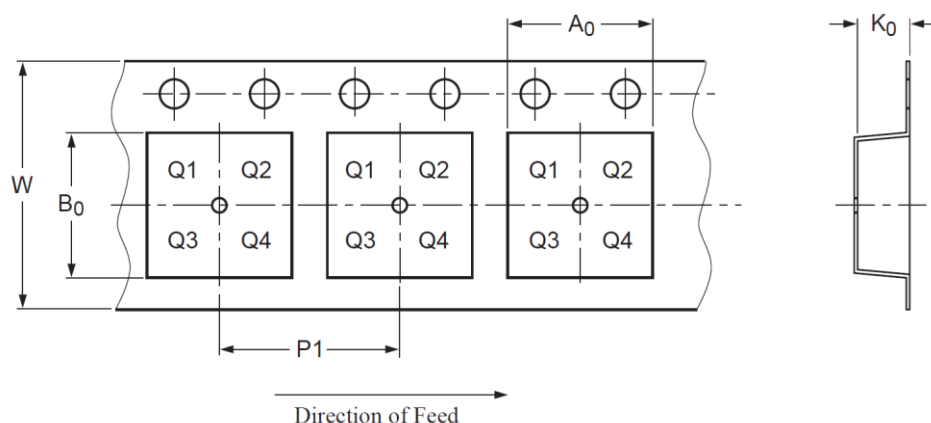 A0
K0
W
B0
Q1 Q2 Q1 Q2 Q1 Q2
Q3 Q4 Q3 Q4 Q3 Q4
P1
Direction of Feed